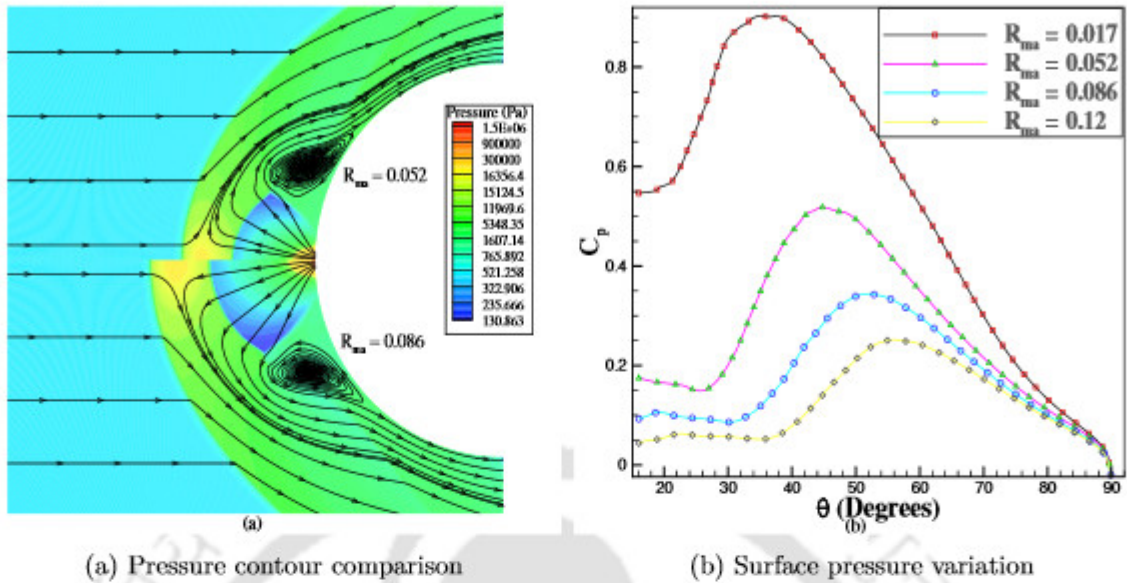 Pressure (Pa)
1.5E+06
900000
300000
16356.4
15124.5
11969.6
5348.35
1607.14
765.892
521.258
322.906
235.666
130.863
R_ma = 0.052
R_ma = 0.086
(a)
R_ma = 0.017
R_ma = 0.052
R_ma = 0.086
R_ma = 0.12
C_p
0.8
0.6
0.4
0.2
0
20 30 40 50 60 70 80 90
θ (Degrees)
(b)
(a) Pressure contour comparison
(b) Surface pressure variation